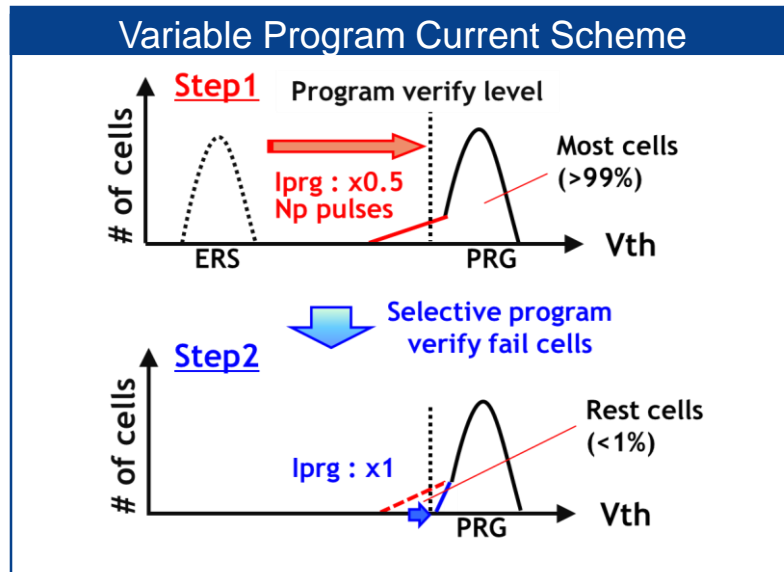 Variable Program Current Scheme
Step1
Program verify level
# of cells
Iprg : x0.5
Np pulses
Most cells
(>99%)
ERS
PRG
Vth
Selective program
verify fail cells
Step2
# of cells
Iprg : x1
Rest cells
(<1%)
PRG
Vth